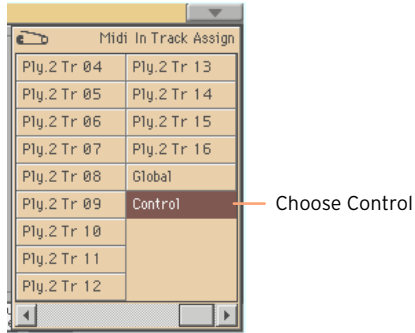 Midi In Track Assign
Ply.2 Tr 04 Ply.2 Tr 13
Ply.2 Tr 05 Ply.2 Tr 14
Ply.2 Tr 06 Ply.2 Tr 15
Ply.2 Tr 07 Ply.2 Tr 16
Ply.2 Tr 08 Global
Ply.2 Tr 09 Control Choose Control
Ply.2 Tr 10
Ply.2 Tr 11
Ply.2 Tr 12